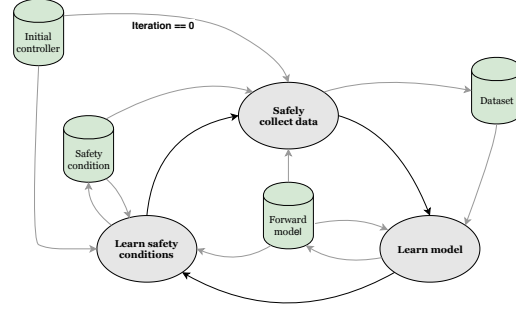 Initial
controller
Iteration == 0
Safely
collect data
Dataset
Safety
condition
Forward
model
Learn safety
conditions
Learn model